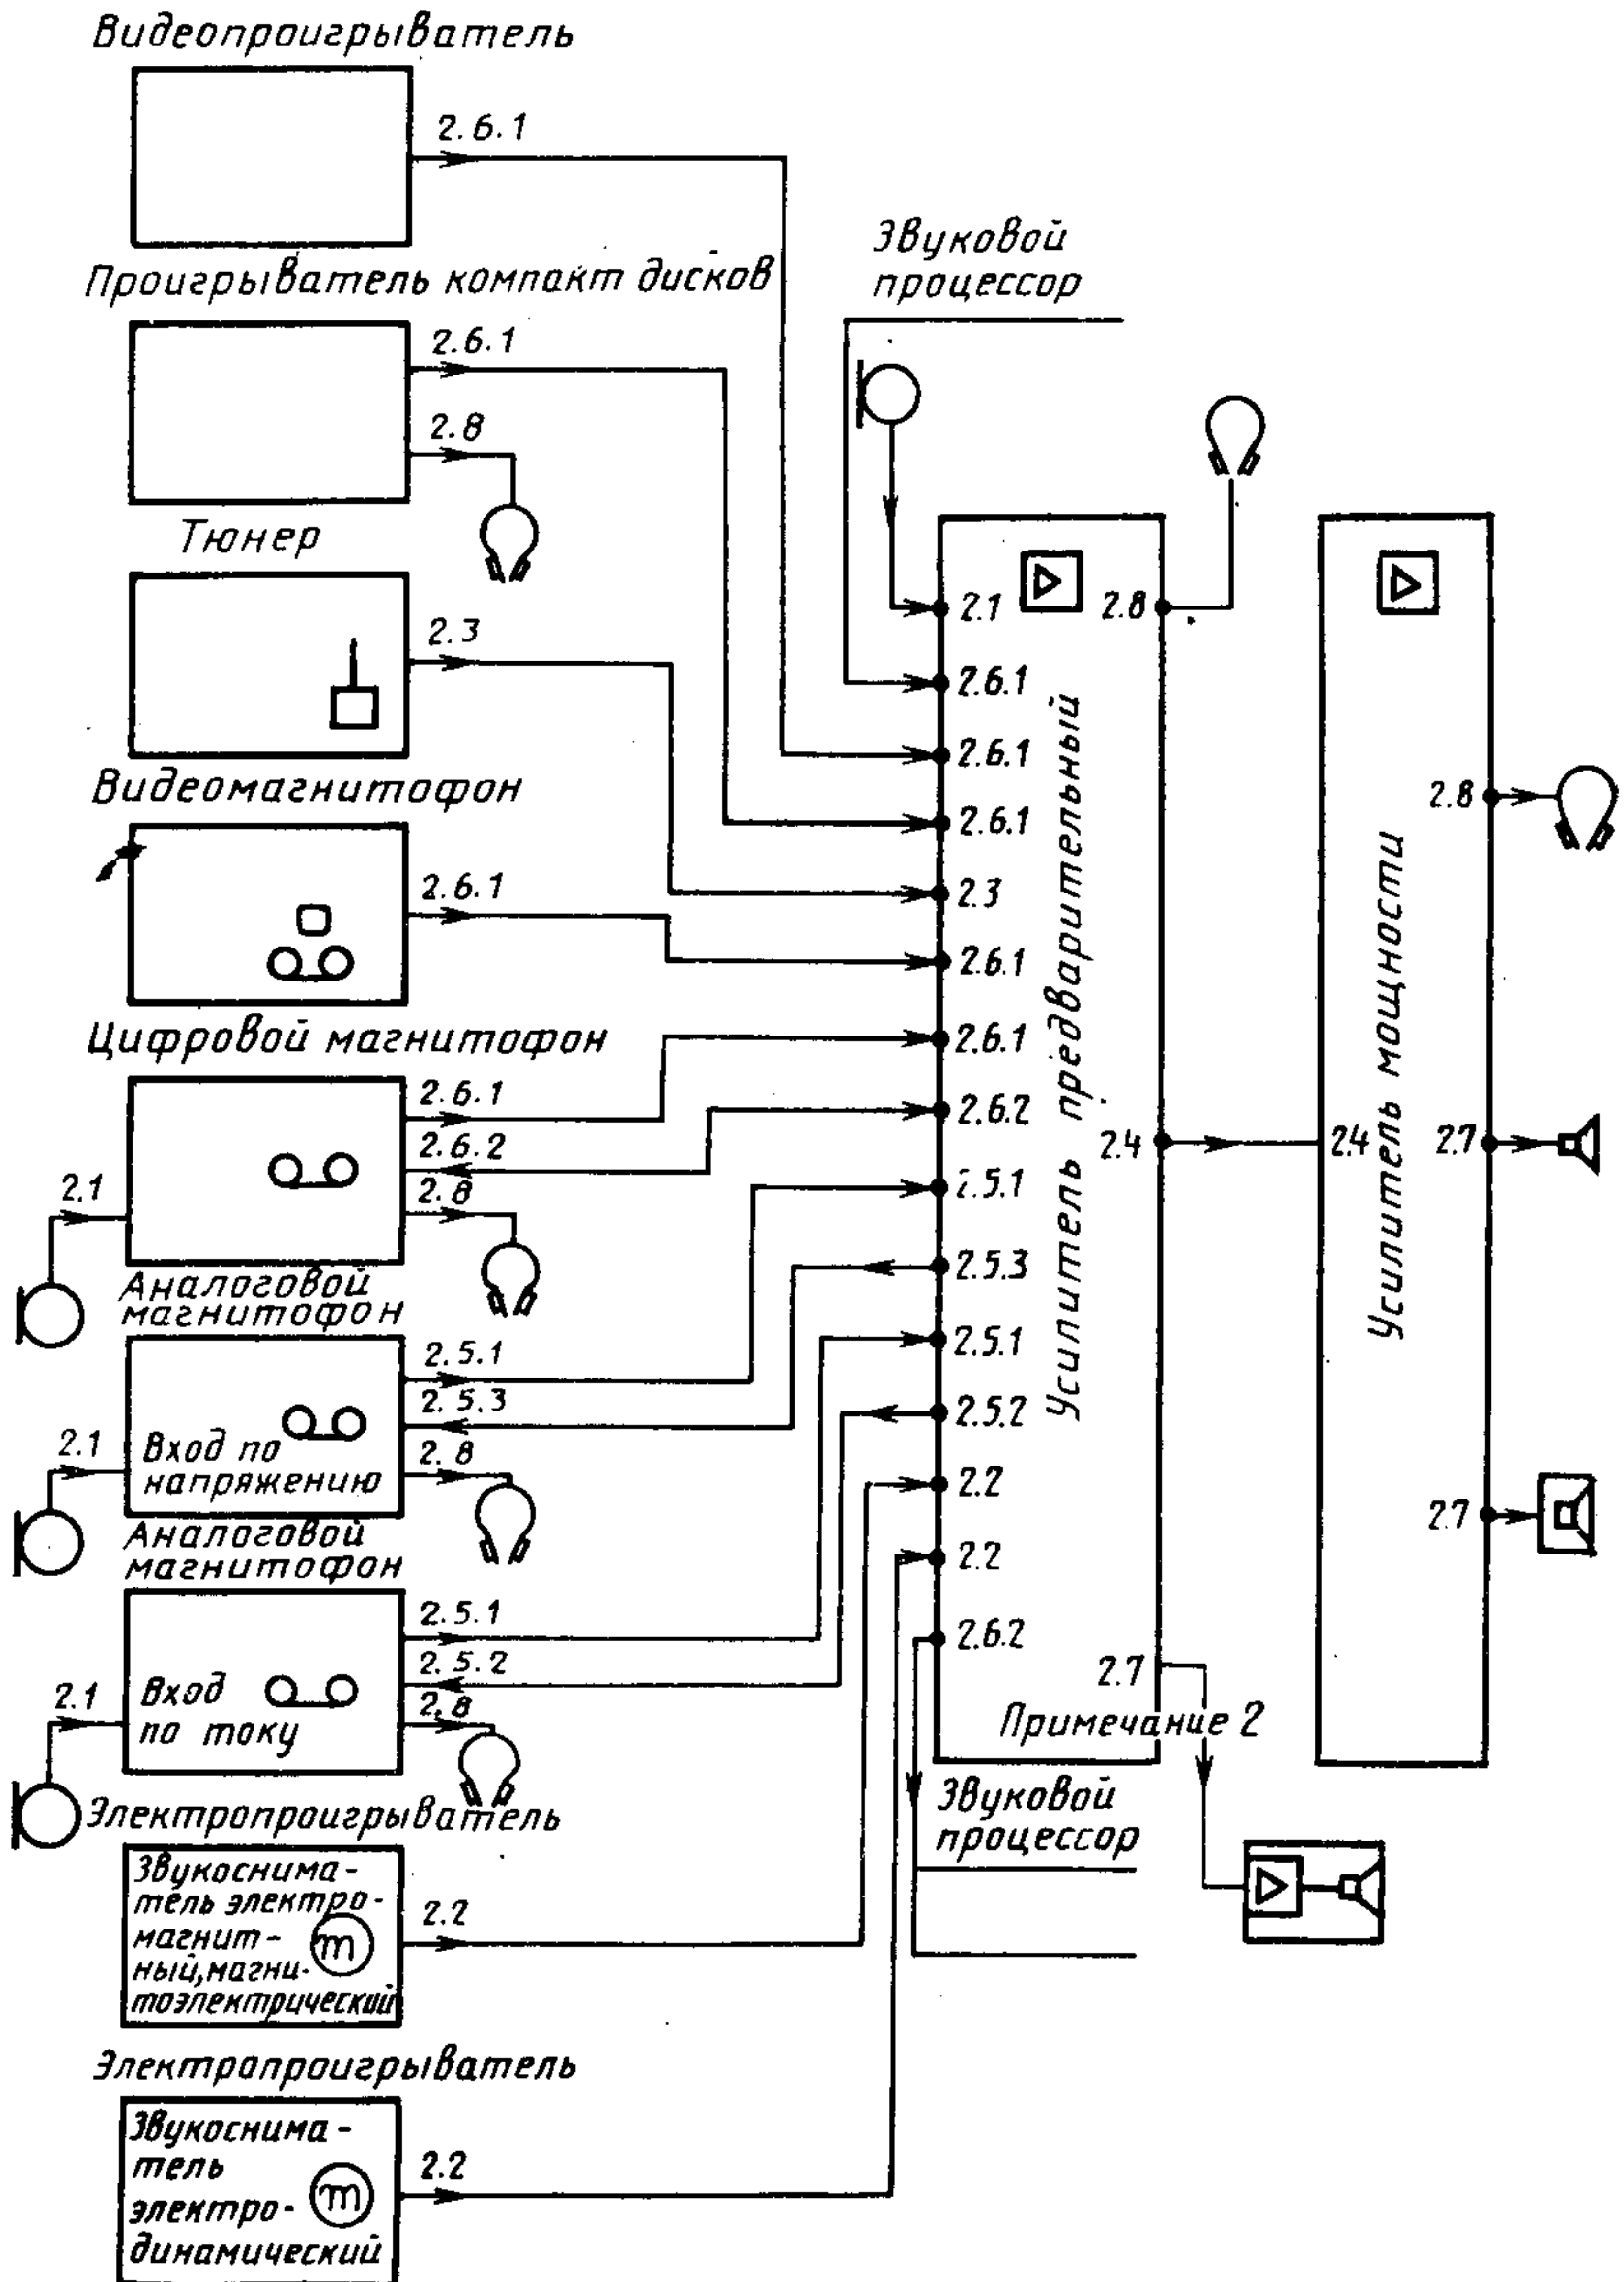 Видеопроигрыватель
2.6.1
Проигрыватель компакт дисков
2.6.1
2.8
Тюнер
2.3
Видеомагнитофон
2.6.1
Цифровой магнитофон
2.6.1
2.6.2
2.8
2.1
Аналоговой
магнитофон
2.5.1
2.5.3
2.8
2.1
Вход по
напряжению
Аналоговой
магнитофон
2.5.1
2.5.2
2.8
2.1
Вход
по току
Электропроигрыватель
Звукоснима-
тель электро-
магнит-
ный, магни-
тоэлектрический
2.2
Электропроигрыватель
Звукоснима-
тель
электро-
динамический
2.2
Звуковой
процессор
2.1
2.6.1
2.6.1
2.6.1
2.3
2.6.1
2.6.1
2.6.2
2.5.1
2.5.3
2.5.1
2.5.2
2.2
2.2
2.6.2
Усилитель предварительный
2.8
2.4
2.7
Примечание 2
Звуковой
процессор
2.4
Усилитель мощности
2.8
2.7
2.7